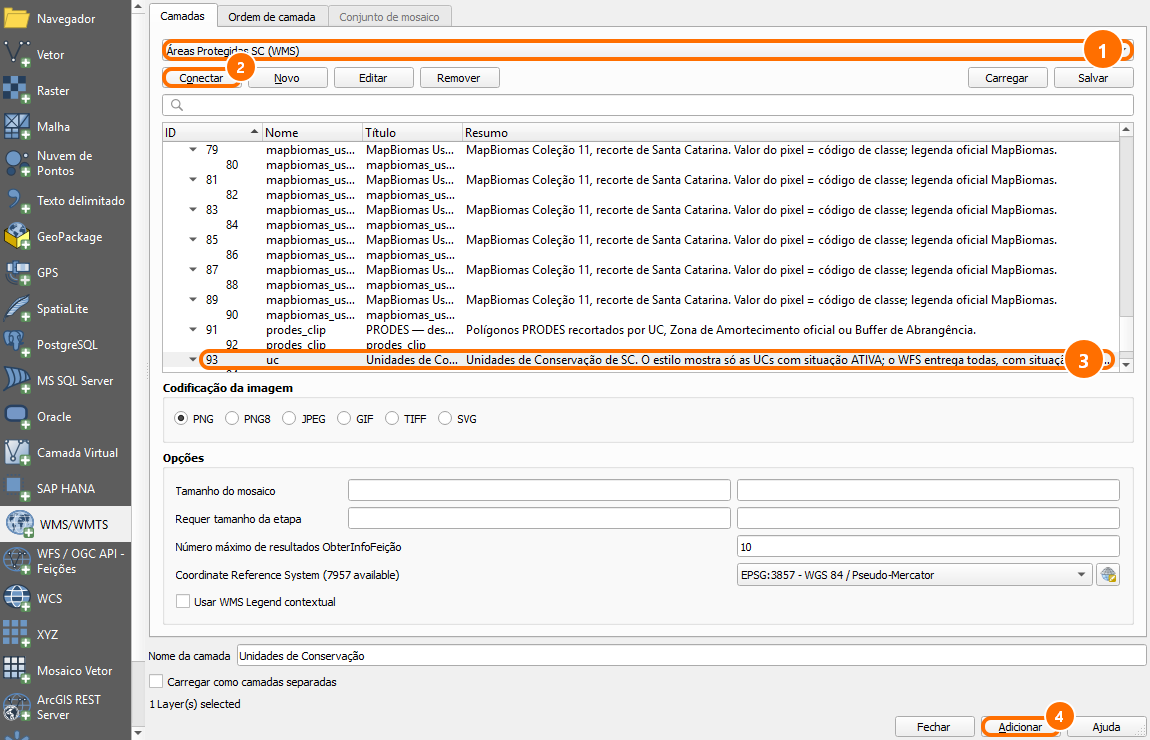 Navegador
Vetor
Raster
Malha
Nuvem de
Pontos
Texto delimitado
GeoPackage
GPS
SpatiaLite
PostgreSQL
MS SQL Server
Oracle
Camada Virtual
SAP HANA
WMS/WMTS
WFS / OGC API -
Feições
WCS
XYZ
Mosaico Vetor
ArcGIS REST
Server
Camadas Ordem de camada Conjunto de mosaico
Áreas Protegidas SC (WMS) 1
Conectar 2 Novo Editar Remover Carregar Salvar
ID Nome Título Resumo
79 mapbiomas_us... MapBiomas Us... MapBiomas Coleção 11, recorte de Santa Catarina. Valor do pixel = código de classe; legenda oficial MapBiomas.
80 mapbiomas_us... mapbiomas_us...
81 mapbiomas_us... MapBiomas Us... MapBiomas Coleção 11, recorte de Santa Catarina. Valor do pixel = código de classe; legenda oficial MapBiomas.
82 mapbiomas_us... mapbiomas_us...
83 mapbiomas_us... MapBiomas Us... MapBiomas Coleção 11, recorte de Santa Catarina. Valor do pixel = código de classe; legenda oficial MapBiomas.
84 mapbiomas_us... mapbiomas_us...
85 mapbiomas_us... MapBiomas Us... MapBiomas Coleção 11, recorte de Santa Catarina. Valor do pixel = código de classe; legenda oficial MapBiomas.
86 mapbiomas_us... mapbiomas_us...
87 mapbiomas_us... MapBiomas Us... MapBiomas Coleção 11, recorte de Santa Catarina. Valor do pixel = código de classe; legenda oficial MapBiomas.
88 mapbiomas_us... mapbiomas_us...
89 mapbiomas_us... MapBiomas Us... MapBiomas Coleção 11, recorte de Santa Catarina. Valor do pixel = código de classe; legenda oficial MapBiomas.
90 mapbiomas_us... mapbiomas_us...
91 prodes_clip PRODES — des... Polígonos PRODES recortados por UC, Zona de Amortecimento oficial ou Buffer de Abrangência.
92 prodes_clip prodes_clip
93 uc Unidades de Co... Unidades de Conservação de SC. O estilo mostra só as UCs com situação ATIVA; o WFS entrega todas, com 3
Codificação da imagem
PNG PNG8 JPEG GIF TIFF SVG
Opções
Tamanho do mosaico
Requer tamanho da etapa
Número máximo de resultados ObterInfoFeição 10
Coordinate Reference System (7957 available) EPSG:3857 - WGS 84 / Pseudo-Mercator
Usar WMS Legend contextual
Nome da camada Unidades de Conservação
Carregar como camadas separadas
1 Layer(s) selected
Fechar Adicionar 4 Ajuda